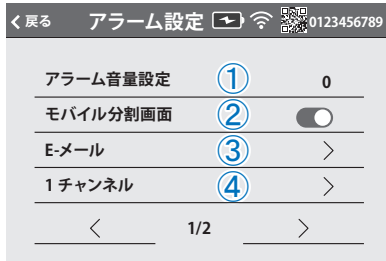 < 戻る アラーム設定 0123456789
アラーム音量設定 ① 0
モバイル分割画面 ②
E-メール ③ >
1 チャンネル ④ >
< 1/2 >